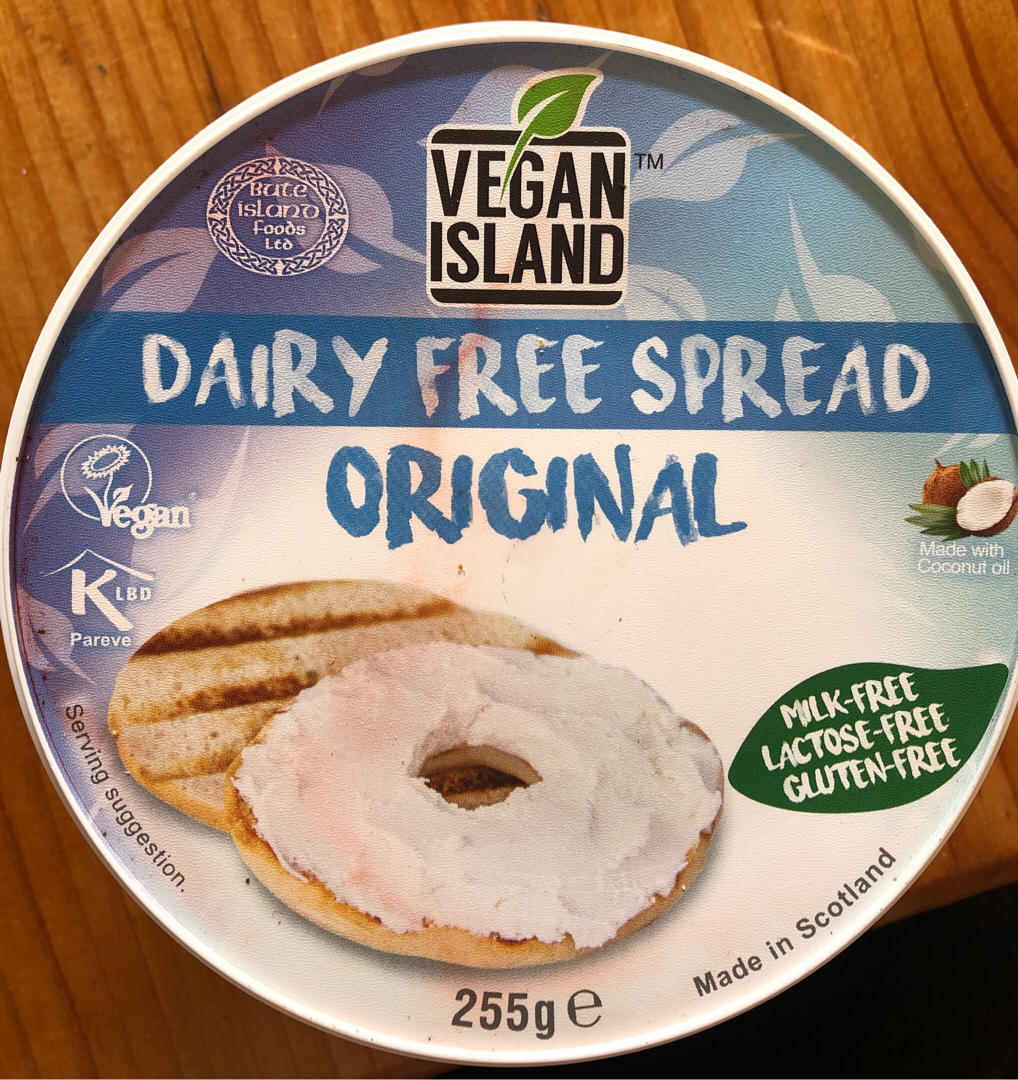 VEGAN
ISLAND
TM
Bute
island
Foods
Ltd
DAIRY FREE SPREAD
ORIGINAL
Vegan
Made with
Coconut oil
K LBD
Pareve
MILK-FREE
LACTOSE-FREE
GLUTEN-FREE
Serving suggestion.
Made in Scotland
255g e